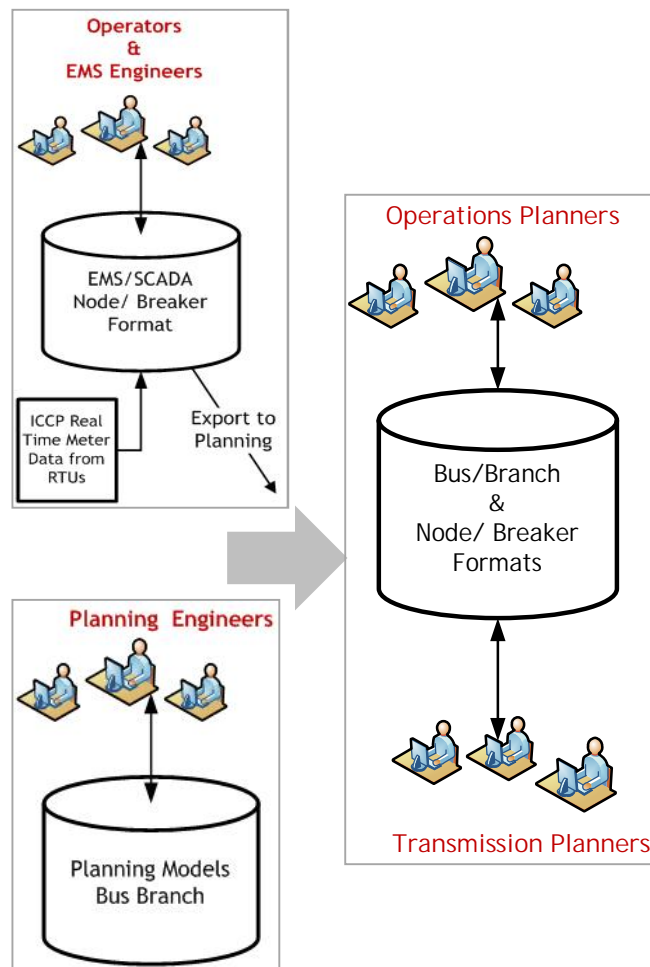 Operators
&
EMS Engineers
EMS/SCADA
Node/ Breaker
Format
ICCP Real
Time Meter
Data from
RTUs
Export to
Planning
Planning Engineers
Planning Models
Bus Branch
Operations Planners
Bus/Branch
&
Node/ Breaker
Formats
Transmission Planners